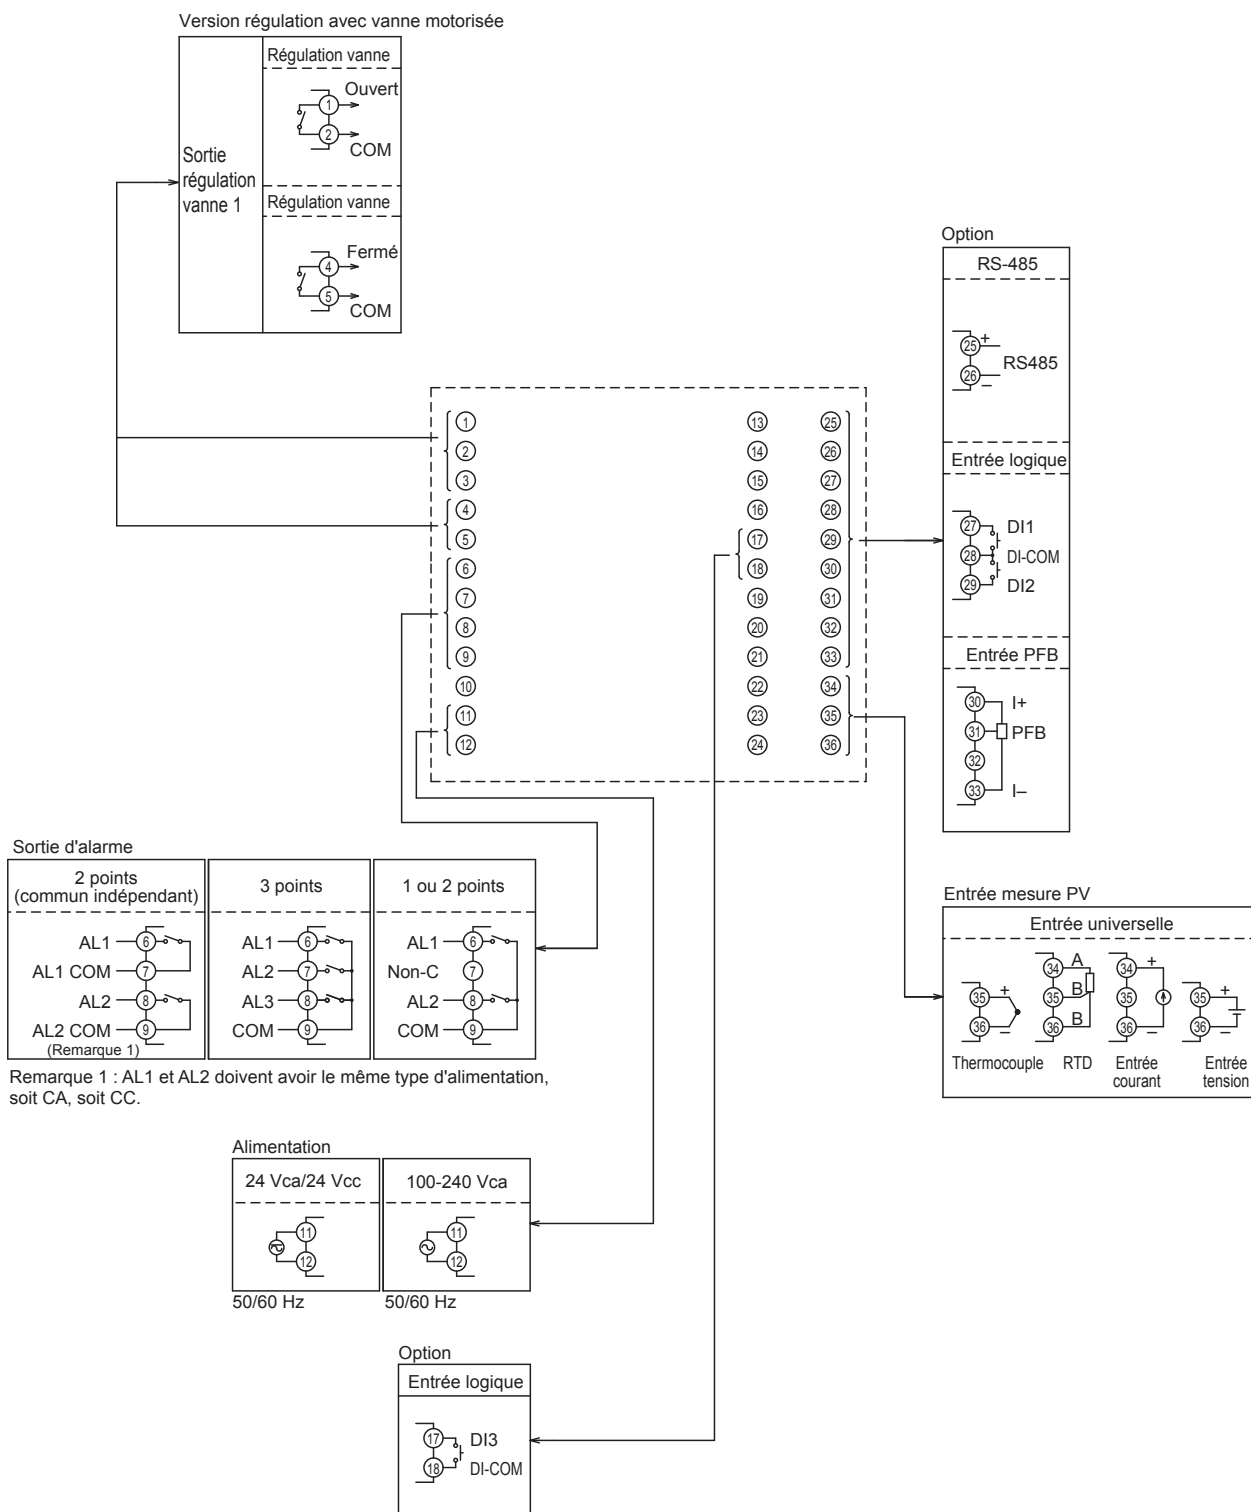 Version régulation avec vanne motorisée
Sortie
régulation
vanne 1
Régulation vanne
Ouvert
1
2
COM
Régulation vanne
Fermé
4
5
COM
1
2
3
4
5
6
7
8
9
10
11
12
13
14
15
16
17
18
19
20
21
22
23
24
25
26
27
28
29
30
31
32
33
34
35
36
Option
RS-485
25 +
RS485
26 –
Entrée logique
27 DI1
28 DI-COM
29 DI2
Entrée PFB
30 I+
31 PFB
32
33 I–
Sortie d'alarme
2 points
(commun indépendant)
AL1 6
AL1 COM 7
AL2 8
AL2 COM 9
(Remarque 1)
3 points
AL1 6
AL2 7
AL3 8
COM 9
1 ou 2 points
AL1 6
Non-C 7
AL2 8
COM 9
Remarque 1 : AL1 et AL2 doivent avoir le même type d'alimentation,
soit CA, soit CC.
Entrée mesure PV
Entrée universelle
35 +
36 –
Thermocouple
34 A
35 B
36 B
RTD
34 +
35
36 –
Entrée
courant
35 +
36 –
Entrée
tension
Alimentation
24 Vca/24 Vcc
11
12
50/60 Hz
100-240 Vca
11
12
50/60 Hz
Option
Entrée logique
17 DI3
18 DI-COM